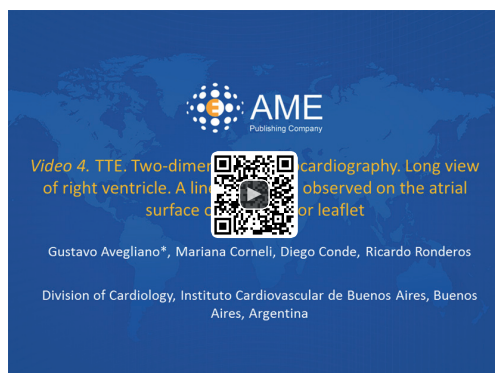 AME
Publishing Company
Video 4. TTE. Two-dimer cardiography. Long view
of right ventricle. A observed on the atrial
surface or leaflet
Gustavo Avegliano*, Mariana Corneli, Diego Conde, Ricardo Ronderos
Division of Cardiology, Instituto Cardiovascular de Buenos Aires, Buenos
Aires, Argentina